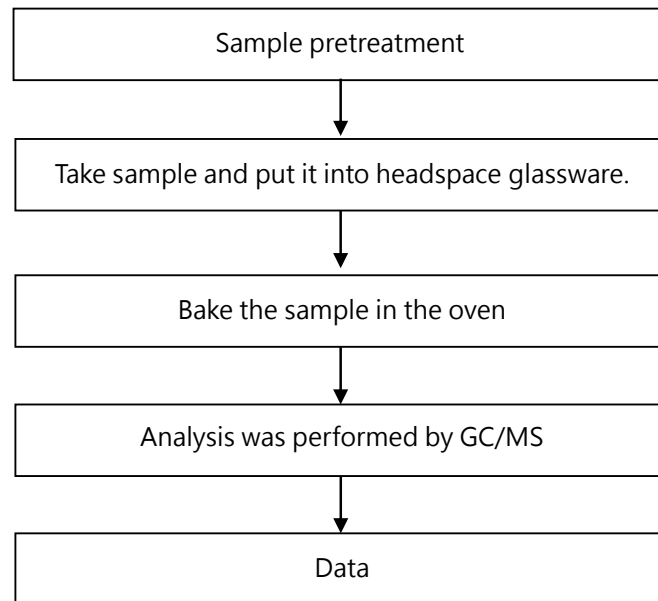 Sample pretreatment
Take sample and put it into headspace glassware.
Bake the sample in the oven
Analysis was performed by GC/MS
Data